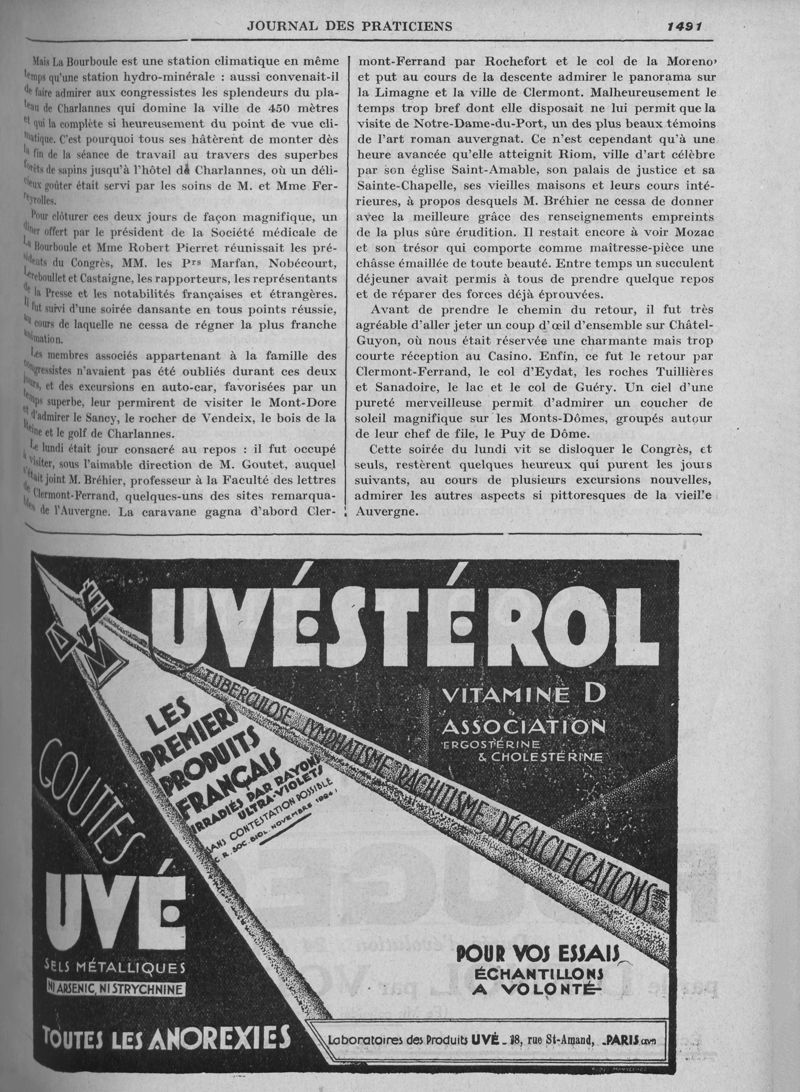 JOURNAL DES PRATICIENS
1491
Mais La Bourboule est une station climatique en même
temps qu'une station hydro-minérale : aussi convenait-il
de faire admirer aux congressistes les splendeurs du pla-
teau de Charlannes qui domine la ville de 450 mètres
et qui la complète si heureusement du point de vue cli-
matique. C'est pourquoi tous ses hâtèrent de monter dès
la fin de la séance de travail au travers des superbes
forêts de sapins jusqu'à l'hôtel de Charlannes, où un déli-
cieux goûter était servi par les soins de M. et Mme Fer-
reyrolles.
Pour clôturer ces deux jours de façon magnifique, un
dîner offert par le président de la Société médicale de
La Bourboule et Mme Robert Pierret réunissait les pré-
sidents du Congrès, MM. les Prs Marfan, Nobécourt,
Lereboullet et Castaigne, les rapporteurs, les représentants
de la Presse et les notabilités françaises et étrangères.
Il fut suivi d'une soirée dansante en tous points réussie,
au cours de laquelle ne cessa de régner la plus franche
animation.
Les membres associés appartenant à la famille des
congressistes n'avaient pas été oubliés durant ces deux
jours, et des excursions en auto-car, favorisées par un
temps superbe, leur permirent de visiter le Mont-Dore
et d'admirer le Sancy, le rocher de Vendeix, le bois de la
Reine et le golf de Charlannes.
Le lundi était jour consacré au repos : il fut occupé
à visiter, sous l'aimable direction de M. Goutet, auquel
s'était joint M. Bréhier, professeur à la Faculté des lettres
de Clermont-Ferrand, quelques-uns des sites remarqua-
bles de l'Auvergne. La caravane gagna d'abord Cler-
mont-Ferrand par Rochefort et le col de la Moreno
et put au cours de la descente admirer le panorama sur
la Limagne et la ville de Clermont. Malheureusement le
temps trop bref dont elle disposait ne lui permit que la
visite de Notre-Dame-du-Port, un des plus beaux témoins
de l'art roman auvergnat. Ce n'est cependant qu'à une
heure avancée qu'elle atteignit Riom, ville d'art célèbre
par son église Saint-Amable, son palais de justice et sa
Sainte-Chapelle, ses vieilles maisons et leurs cours inté-
rieures, à propos desquels M. Bréhier ne cessa de donner
avec la meilleure grâce des renseignements empreints
de la plus sûre érudition. Il restait encore à voir Mozac
et son trésor qui comporte comme maîtresse-pièce une
châsse émaillée de toute beauté. Entre temps un succulent
déjeuner avait permis à tous de prendre quelque repos
et de réparer des forces déjà éprouvées.
Avant de prendre le chemin du retour, il fut très
agréable d'aller jeter un coup d'œil d'ensemble sur Châtel-
Guyon, où nous était réservée une charmante mais trop
courte réception au Casino. Enfin, ce fut le retour par
Clermont-Ferrand, le col d'Eydat, les roches Tuillières
et Sanadoire, le lac et le col de Guéry. Un ciel d'une
pureté merveilleuse permit d'admirer un coucher de
soleil magnifique sur les Monts-Dômes, groupés autour
de leur chef de file, le Puy de Dôme.
Cette soirée du lundi vit se disloquer le Congrès, et
seuls, restèrent quelques heureux qui purent les jours
suivants, au cours de plusieurs excursions nouvelles,
admirer les autres aspects si pittoresques de la vieille
Auvergne.
UVÉ
UVÉSTÉROL
VITAMINE D
ASSOCIATION
ERGOSTÉRINE
& CHOLESTÉRINE
TUBERCULOSE LYMPHATISME RACHITISME DÉCALCIFICATIONS
LES
PREMIERS
PRODUITS
FRANÇAIS
IRRADIÉS PAR RAYONS
ULTRA-VIOLETS
SANS CONTESTATION POSSIBLE
C. R. SOC. BIOL. NOVEMBRE 1924
GOUTTES
UVÉ
SELS MÉTALLIQUES
NI ARSENIC, NI STRYCHNINE
TOUTES LES ANOREXIES
POUR VOS ESSAIS
ÉCHANTILLONS
A VOLONTÉ
Laboratoires des Produits UVÉ - 18, rue St-Amand, - PARIS (XVe)